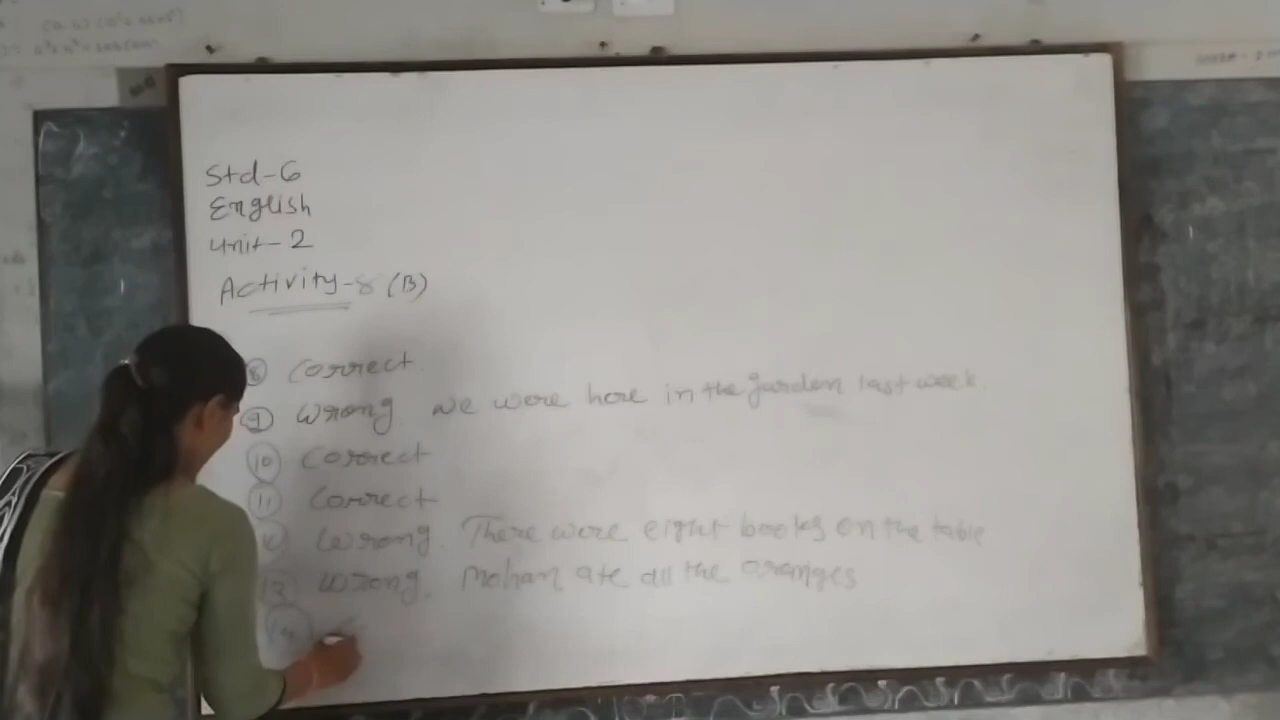 Std-6
English
Unit-2
Activity-8 (B)
8 Correct
9 Wrong we were here in the garden last week.
10 Correct
11 Correct
12 Wrong. There were eight books on the table
13 Wrong. Mohan ate all the oranges
14